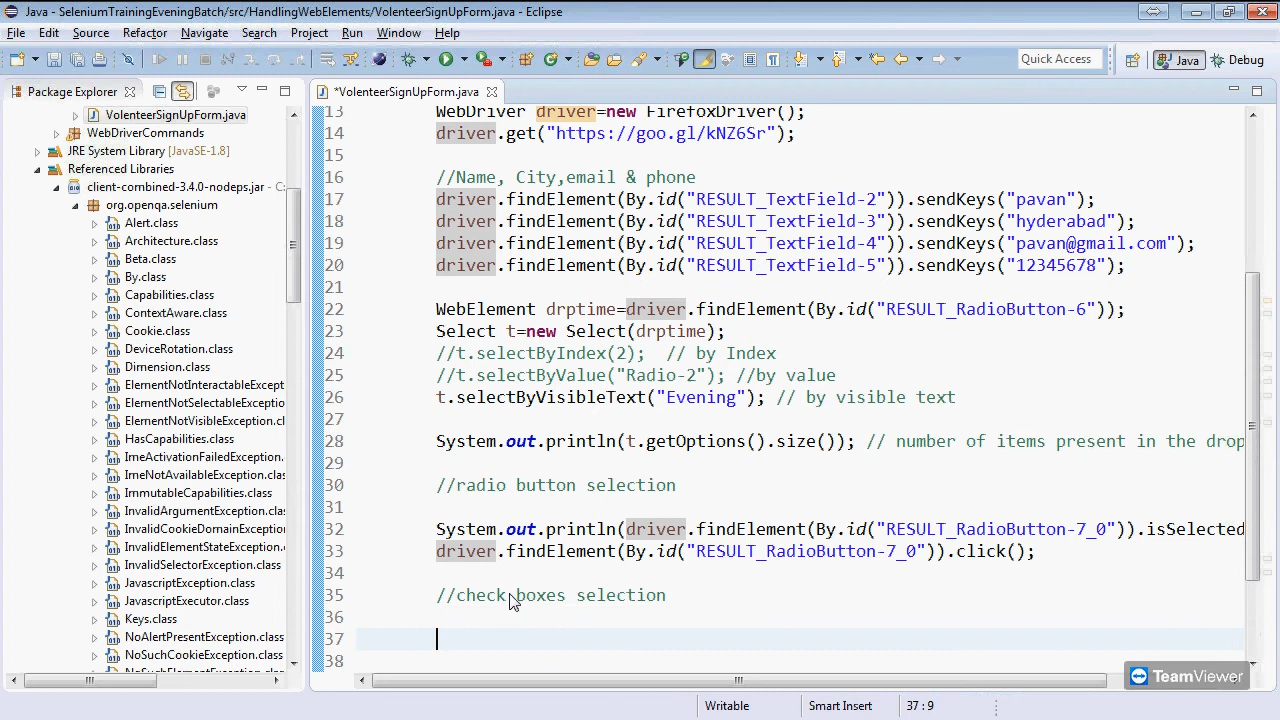 Java - SeleniumTrainingEveningBatch/src/HandlingWebElements/VolenteerSignUpForm.java - Eclipse
File Edit Source Refactor Navigate Search Project Run Window Help
Quick Access Java Debug
Package Explorer
*VolenteerSignUpForm.java
VolenteerSignUpForm.java
WebDriverCommands
JRE System Library [JavaSE-1.8]
Referenced Libraries
client-combined-3.4.0-nodeps.jar - C:
org.openqa.selenium
Alert.class
Architecture.class
Beta.class
By.class
Capabilities.class
ContextAware.class
Cookie.class
DeviceRotation.class
Dimension.class
ElementNotInteractableExcept
ElementNotSelectableExceptio
ElementNotVisibleException.cl
HasCapabilities.class
ImeActivationFailedException.
ImeNotAvailableException.clas
ImmutableCapabilities.class
InvalidArgumentException.clas
InvalidCookieDomainExceptio
InvalidElementStateException.
InvalidSelectorException.class
JavascriptException.class
JavascriptExecutor.class
Keys.class
NoAlertPresentException.class
NoSuchCookieException.class
13 WebDriver driver=new FirefoxDriver();
14 driver.get("https://goo.gl/kNZ6Sr");
15
16 //Name, City,email & phone
17 driver.findElement(By.id("RESULT_TextField-2")).sendKeys("pavan");
18 driver.findElement(By.id("RESULT_TextField-3")).sendKeys("hyderabad");
19 driver.findElement(By.id("RESULT_TextField-4")).sendKeys("pavan@gmail.com");
20 driver.findElement(By.id("RESULT_TextField-5")).sendKeys("12345678");
21
22 WebElement drptime=driver.findElement(By.id("RESULT_RadioButton-6"));
23 Select t=new Select(drptime);
24 //t.selectByIndex(2);  // by Index
25 //t.selectByValue("Radio-2"); //by value
26 t.selectByVisibleText("Evening"); // by visible text
27
28 System.out.println(t.getOptions().size()); // number of items present in the drop
29
30 //radio button selection
31
32 System.out.println(driver.findElement(By.id("RESULT_RadioButton-7_0")).isSelected
33 driver.findElement(By.id("RESULT_RadioButton-7_0")).click();
34
35 //check boxes selection
36
37
38
TeamViewer
Writable Smart Insert 37 : 9